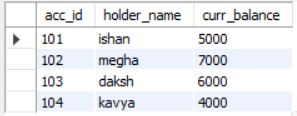 acc_id holder_name curr_balance
101 ishan 5000
102 megha 7000
103 daksh 6000
104 kavya 4000